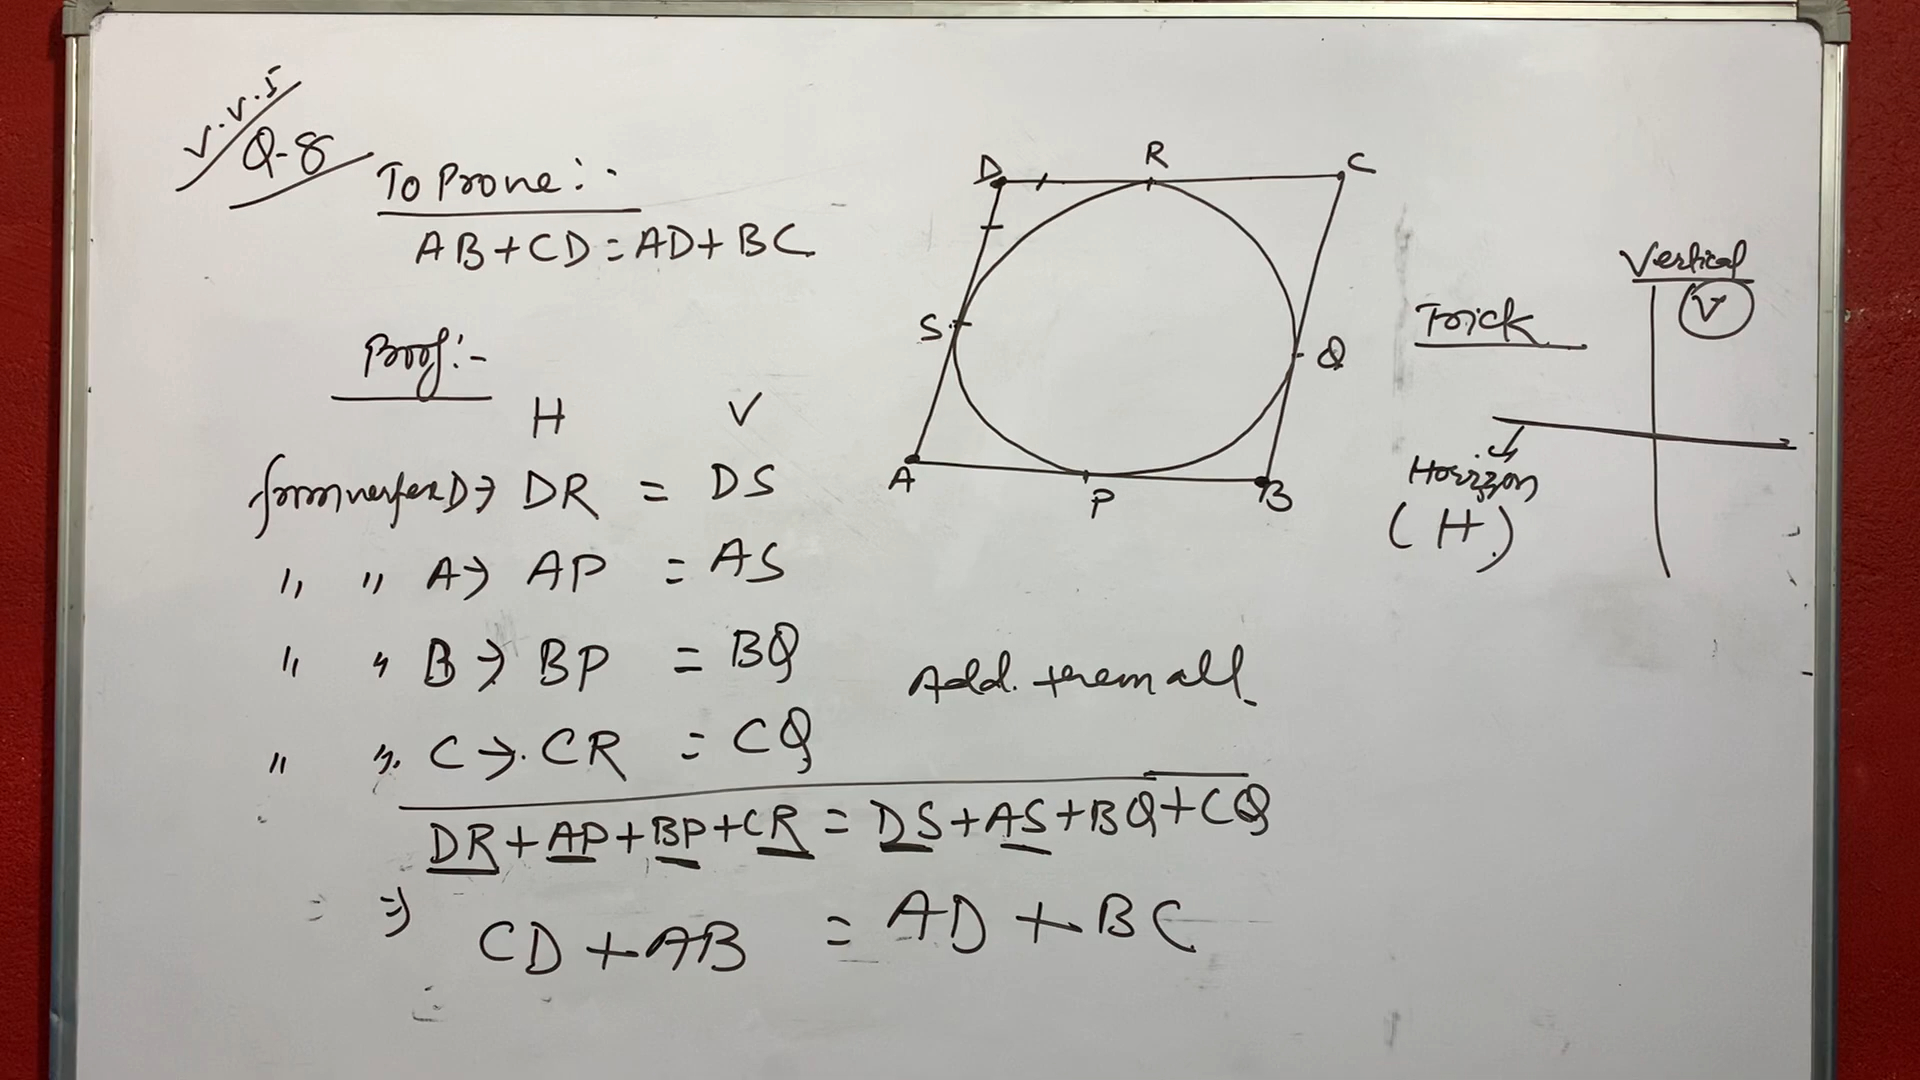 V.V.I
Q-8
To Prove:-
AB+CD=AD+BC
Proof:-
H V
from vertex D→ DR = DS
〃 〃 A→ AP = AS
〃 〃 B→ BP = BQ
〃 〃 C→ CR = CQ
Add them all
DR+AP+BP+CR = DS+AS+BQ+CQ
⇒ CD+AB = AD+BC
D R C
S Q
A P B
Trick
Vertical
V
Horizon
(H)